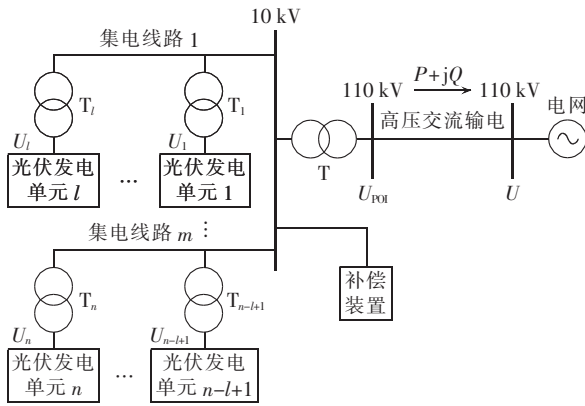 10 kV
集电线路 1
T_l
T_1
110 kV
P+jQ
110 kV
电网
高压交流输电
U_l
U_1
光伏发电
单元 l
...
光伏发电
单元 1
T
U_POI
U
集电线路 m
⋮
T_n
T_{n-l+1}
补偿
装置
U_n
U_{n-l+1}
光伏发电
单元 n
...
光伏发电
单元 n-l+1